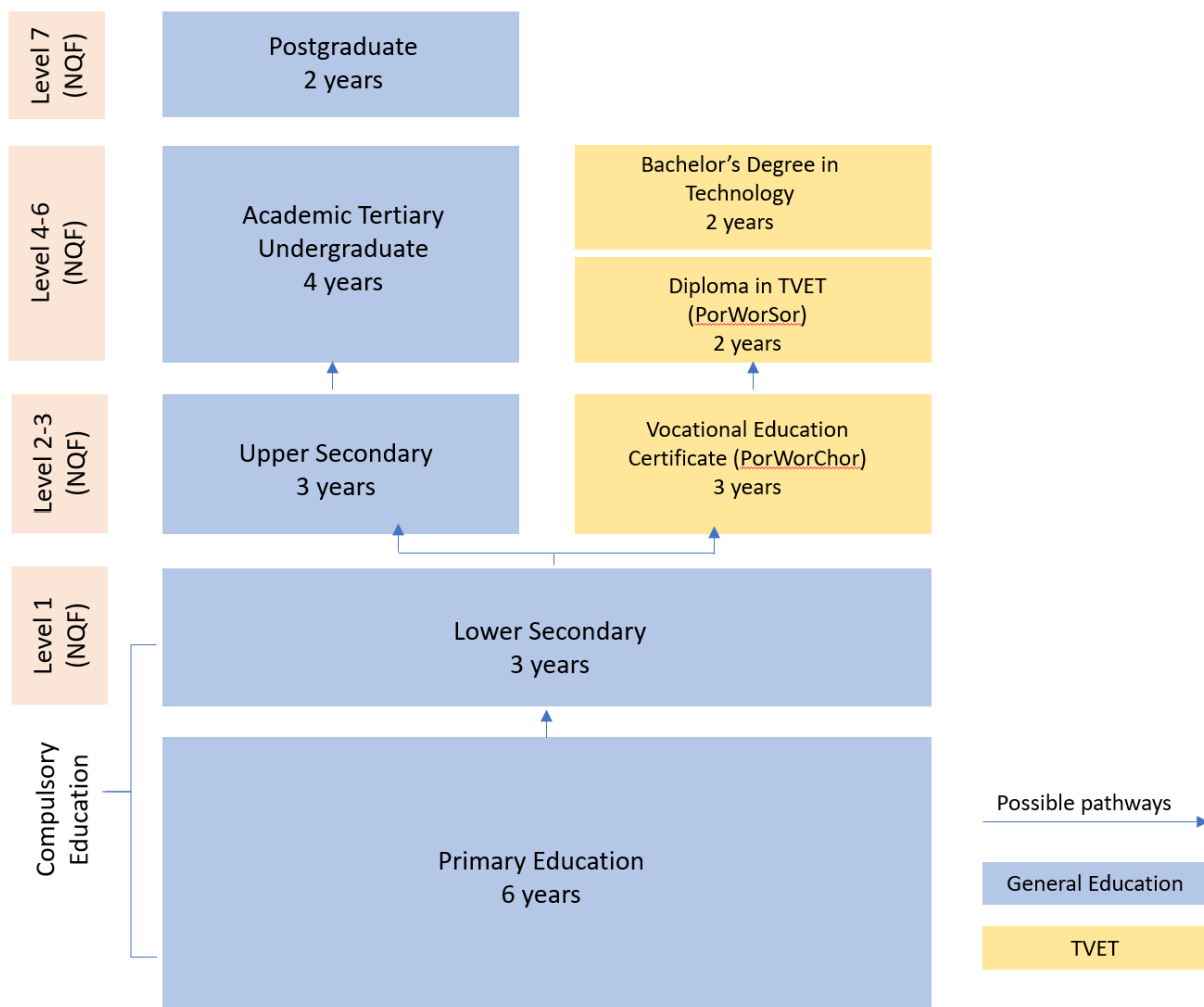 Level 7
(NQF)
Postgraduate
2 years
Level 4-6
(NQF)
Academic Tertiary
Undergraduate
4 years
Bachelor's Degree in
Technology
2 years
Diploma in TVET
(PorWorSor)
2 years
Level 2-3
(NQF)
Upper Secondary
3 years
Vocational Education
Certificate (PorWorChor)
3 years
Level 1
(NQF)
Lower Secondary
3 years
Compulsory
Education
Primary Education
6 years
Possible pathways
General Education
TVET